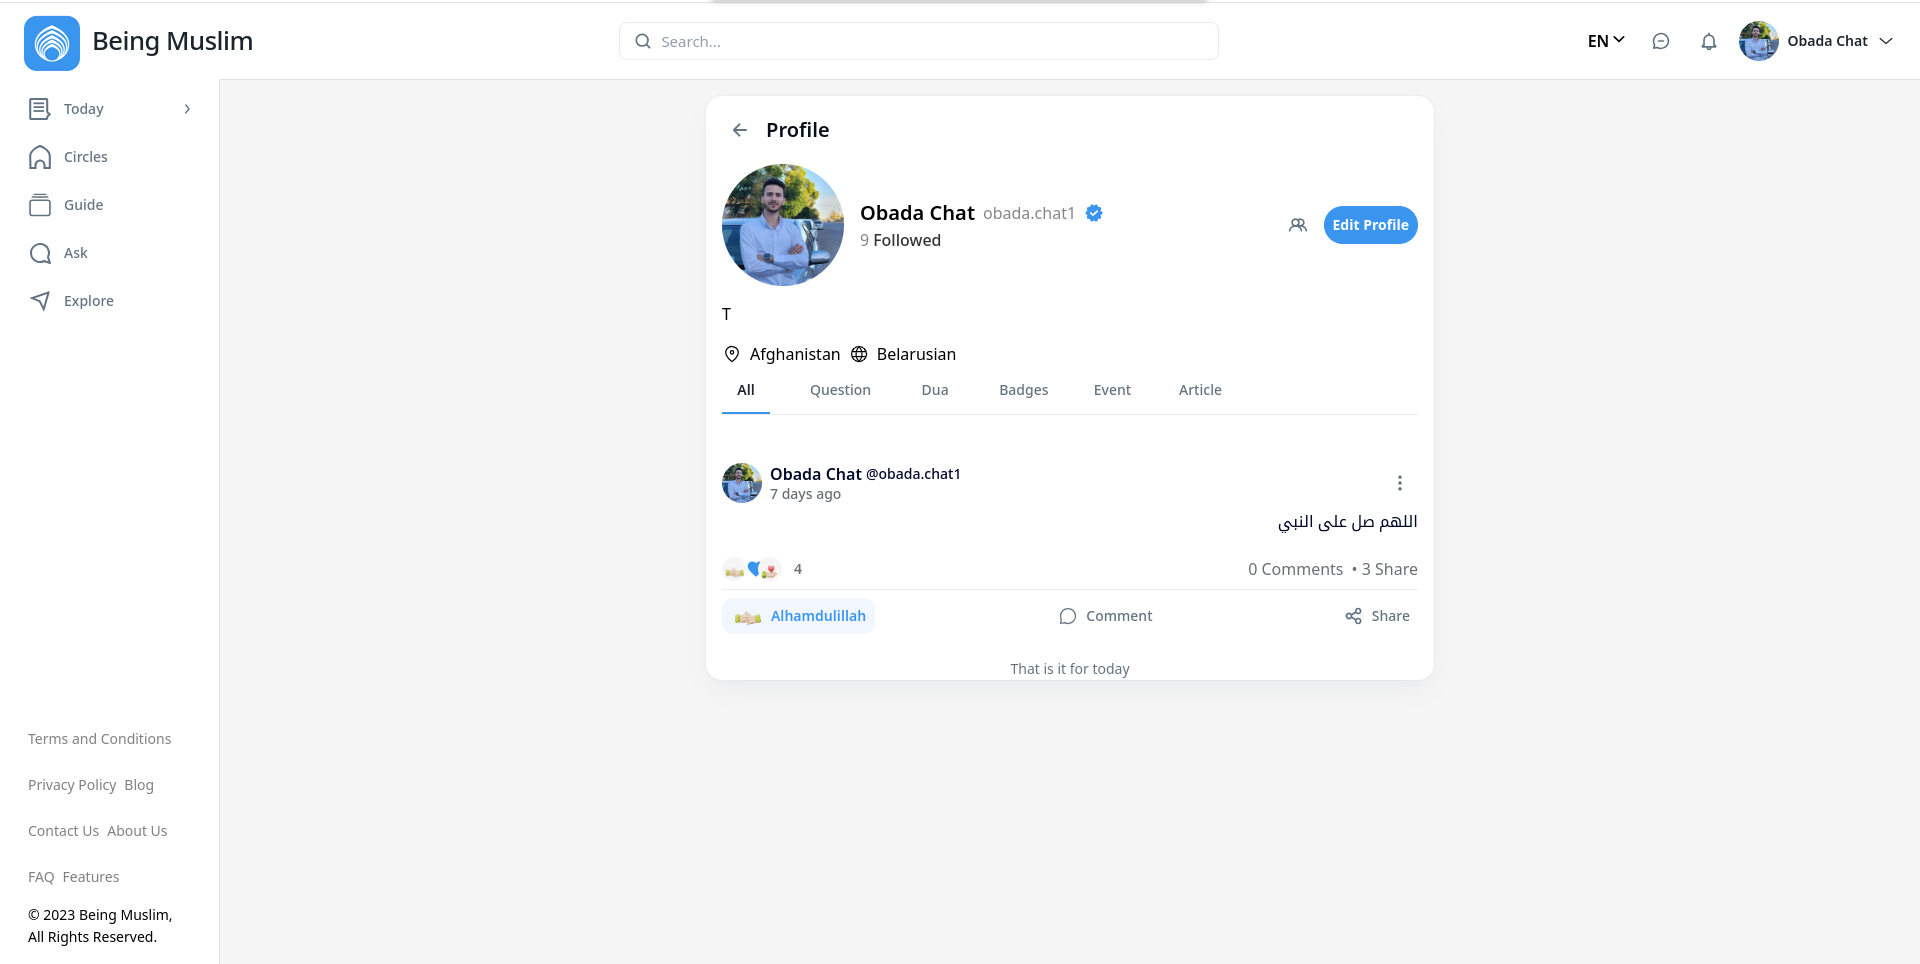 Being Muslim
Search...
EN
Obada Chat
Today
Circles
Guide
Ask
Explore
Terms and Conditions
Privacy Policy Blog
Contact Us About Us
FAQ Features
© 2023 Being Muslim,
All Rights Reserved.
Profile
Obada Chat obada.chat1
9 Followed
Edit Profile
T
Afghanistan Belarusian
All Question Dua Badges Event Article
Obada Chat @obada.chat1
7 days ago
اللهم صل على النبي
4 0 Comments • 3 Share
Alhamdulillah Comment Share
That is it for today